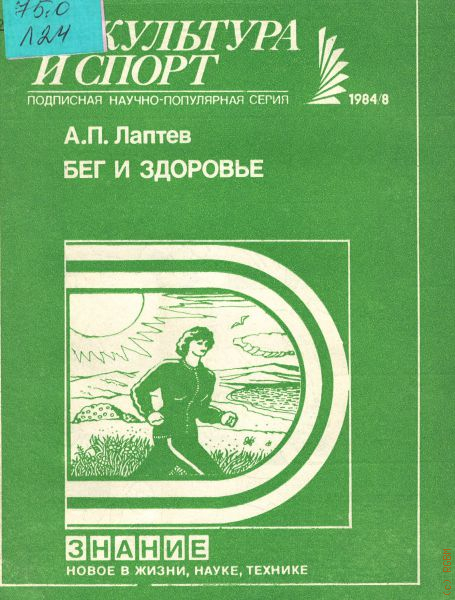 75.0
Л24
КУЛЬТУРА
И СПОРТ
ПОДПИСНАЯ НАУЧНО-ПОПУЛЯРНАЯ СЕРИЯ
1984/8
А.П. Лаптев
БЕГ И ЗДОРОВЬЕ
ЗНАНИЕ
НОВОЕ В ЖИЗНИ, НАУКЕ, ТЕХНИКЕ